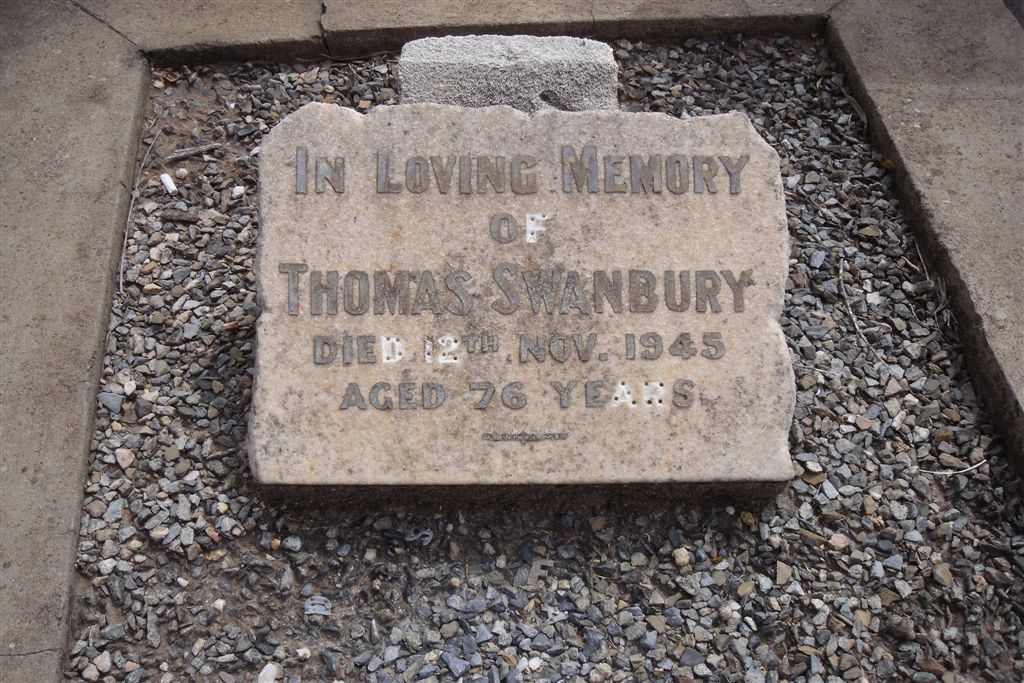 IN LOVING MEMORY
OF
THOMAS SWANBURY
DIED 12TH NOV. 1945
AGED 76 YEARS.